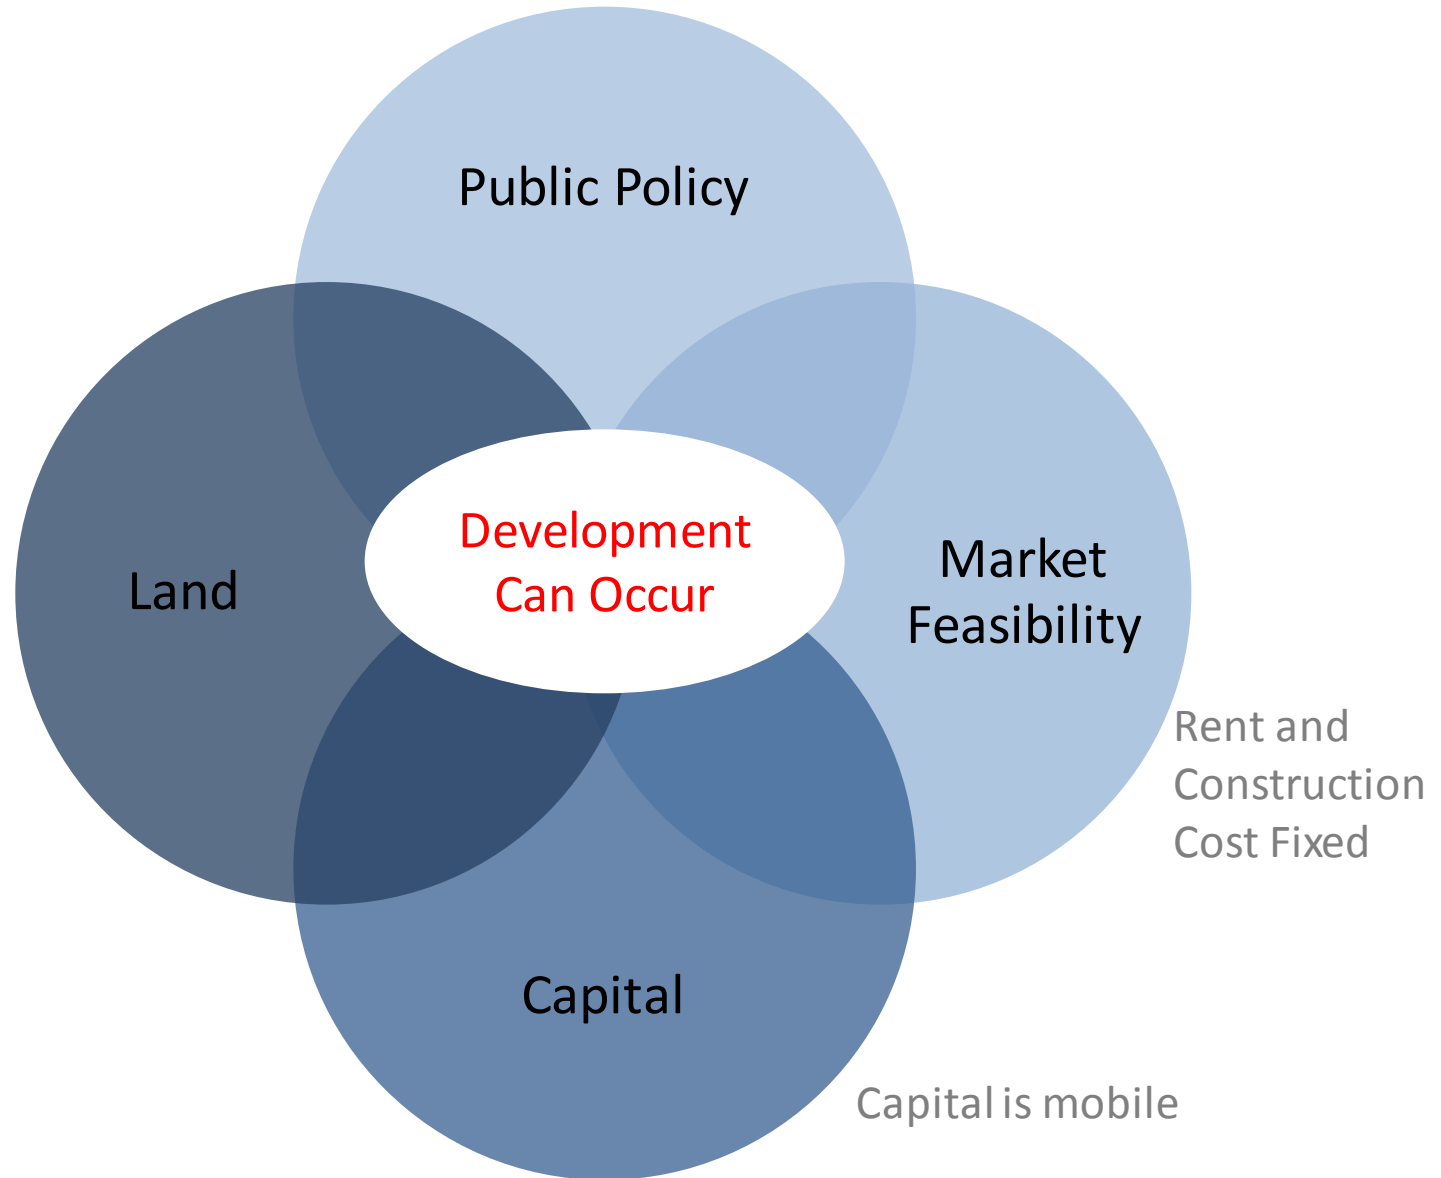 Public Policy
Development
Can Occur
Land
Market
Feasibility
Rent and
Construction
Cost Fixed
Capital
Capital is mobile